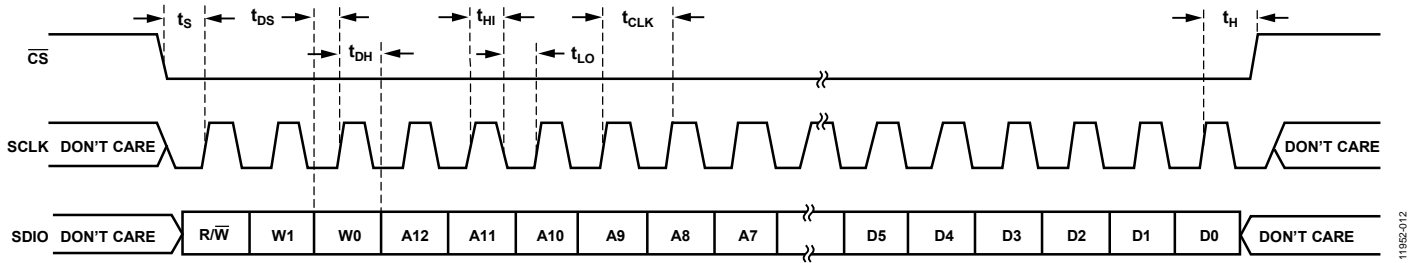 tS tDS tHI tCLK tH
tDH tLO
CS
SCLK DON'T CARE DON'T CARE
SDIO DON'T CARE R/W W1 W0 A12 A11 A10 A9 A8 A7 D5 D4 D3 D2 D1 D0 DON'T CARE
11952-012